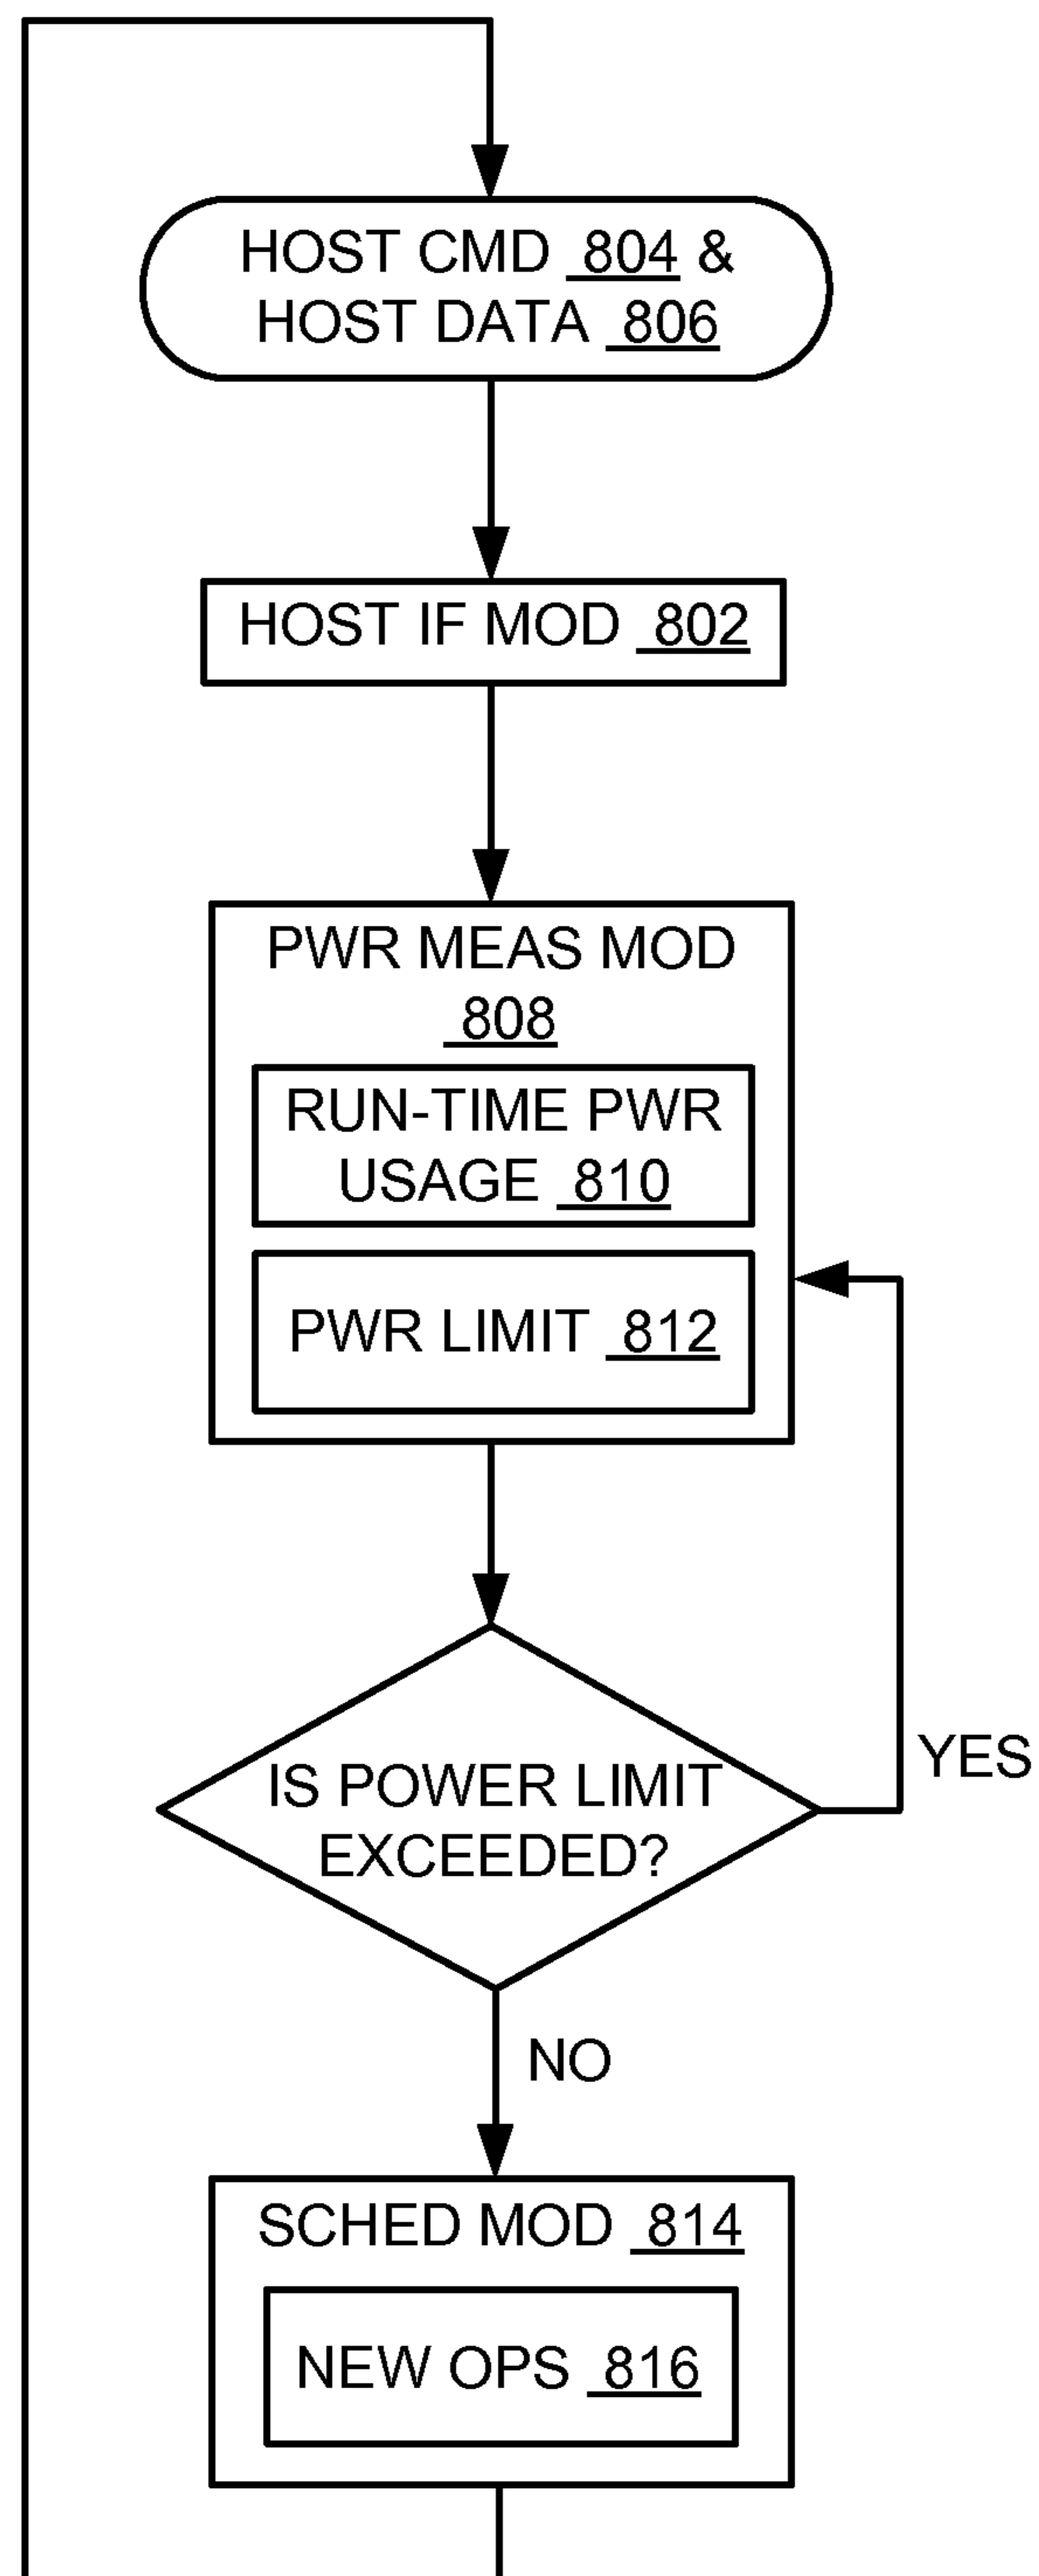 HOST CMD 804 &
HOST DATA 806
HOST IF MOD 802
PWR MEAS MOD
808
RUN-TIME PWR
USAGE 810
PWR LIMIT 812
IS POWER LIMIT
EXCEEDED?
YES
NO
SCHED MOD 814
NEW OPS 816